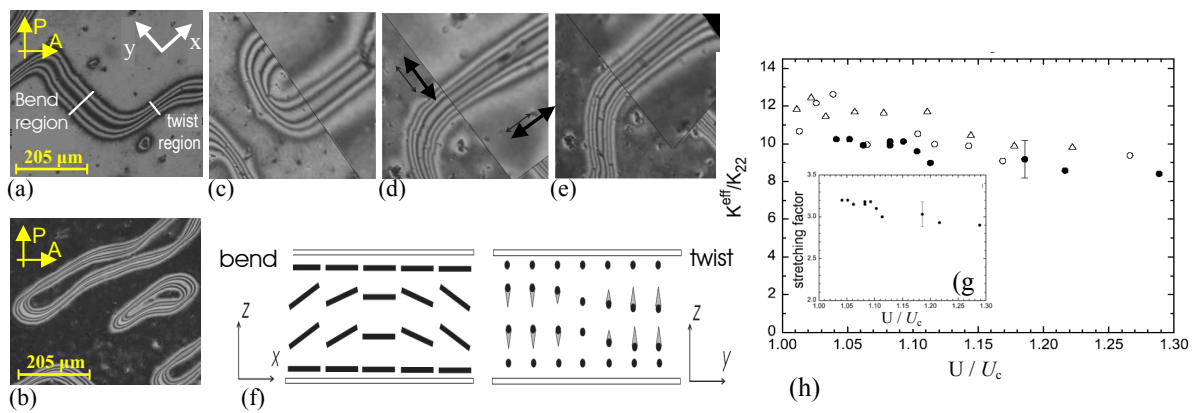 P
A
y
x
Bend
region
twist
region
205 µm
(a)
(c)
(d)
(e)
P
A
205 µm
(b)
bend
twist
z
x
z
y
(f)
K^eff/K_22
14
12
10
8
6
4
2
0
1.00
1.05
1.10
1.15
1.20
1.25
1.30
U / U_c
(h)
stretching factor
3.5
3.0
2.5
2.0
1.00
1.05
1.10
1.15
1.20
1.25
1.30
U / U_c
(g